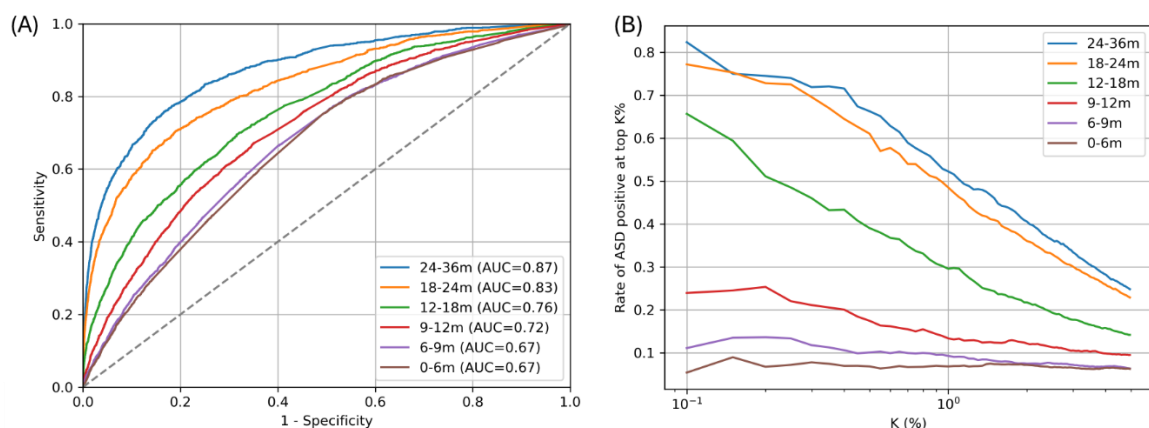 (A)
1.0
0.8
0.6
0.4
0.2
0.0
Sensitivity
24-36m (AUC=0.87)
18-24m (AUC=0.83)
12-18m (AUC=0.76)
9-12m (AUC=0.72)
6-9m (AUC=0.67)
0-6m (AUC=0.67)
0.0 0.2 0.4 0.6 0.8 1.0
1 - Specificity
(B)
0.8
0.7
0.6
0.5
0.4
0.3
0.2
0.1
Rate of ASD positive at top K%
24-36m
18-24m
12-18m
9-12m
6-9m
0-6m
10⁻¹ 10⁰
K (%)